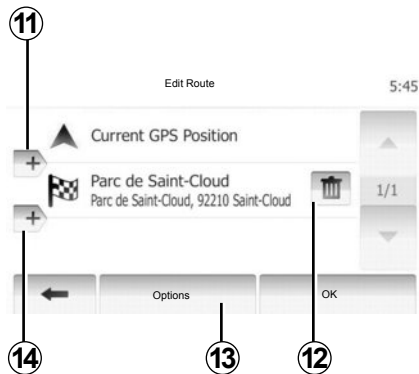 11
Edit Route 5:45
Current GPS Position
+
Parc de Saint-Cloud
Parc de Saint-Cloud, 92210 Saint-Cloud
1/1
+
Options OK
14 13 12